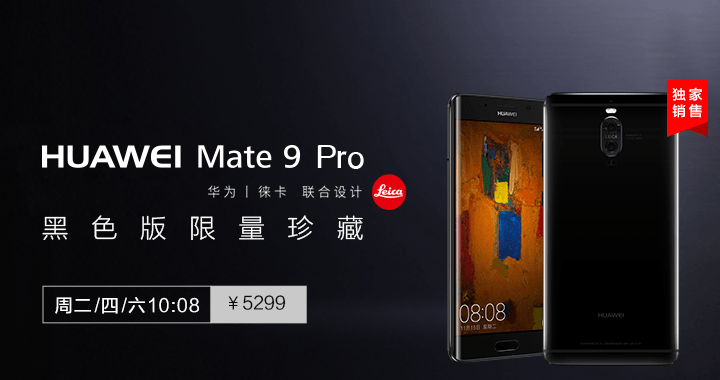 HUAWEI Mate 9 Pro
华为 | 徕卡 联合设计
Leica
黑色版限量珍藏
周二/四/六10:08
¥5299
独家
销售
HUAWEI
08:08
HUAWEI